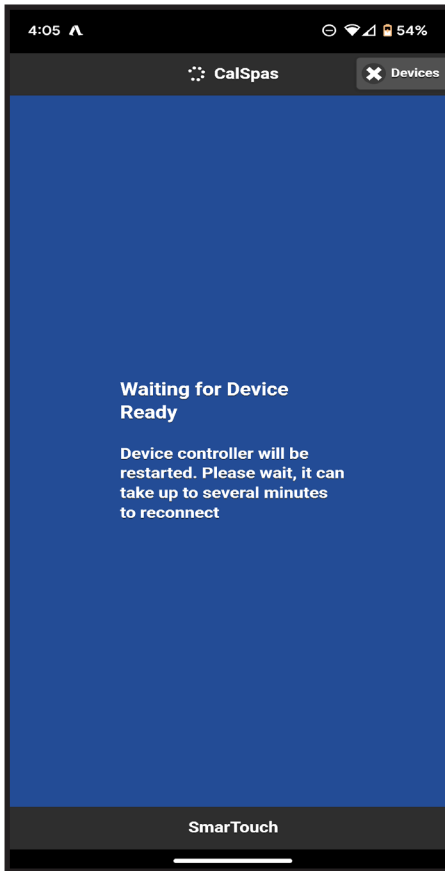 4:05 54%
CalSpas Devices
Waiting for Device
Ready
Device controller will be
restarted. Please wait, it can
take up to several minutes
to reconnect
SmarTouch